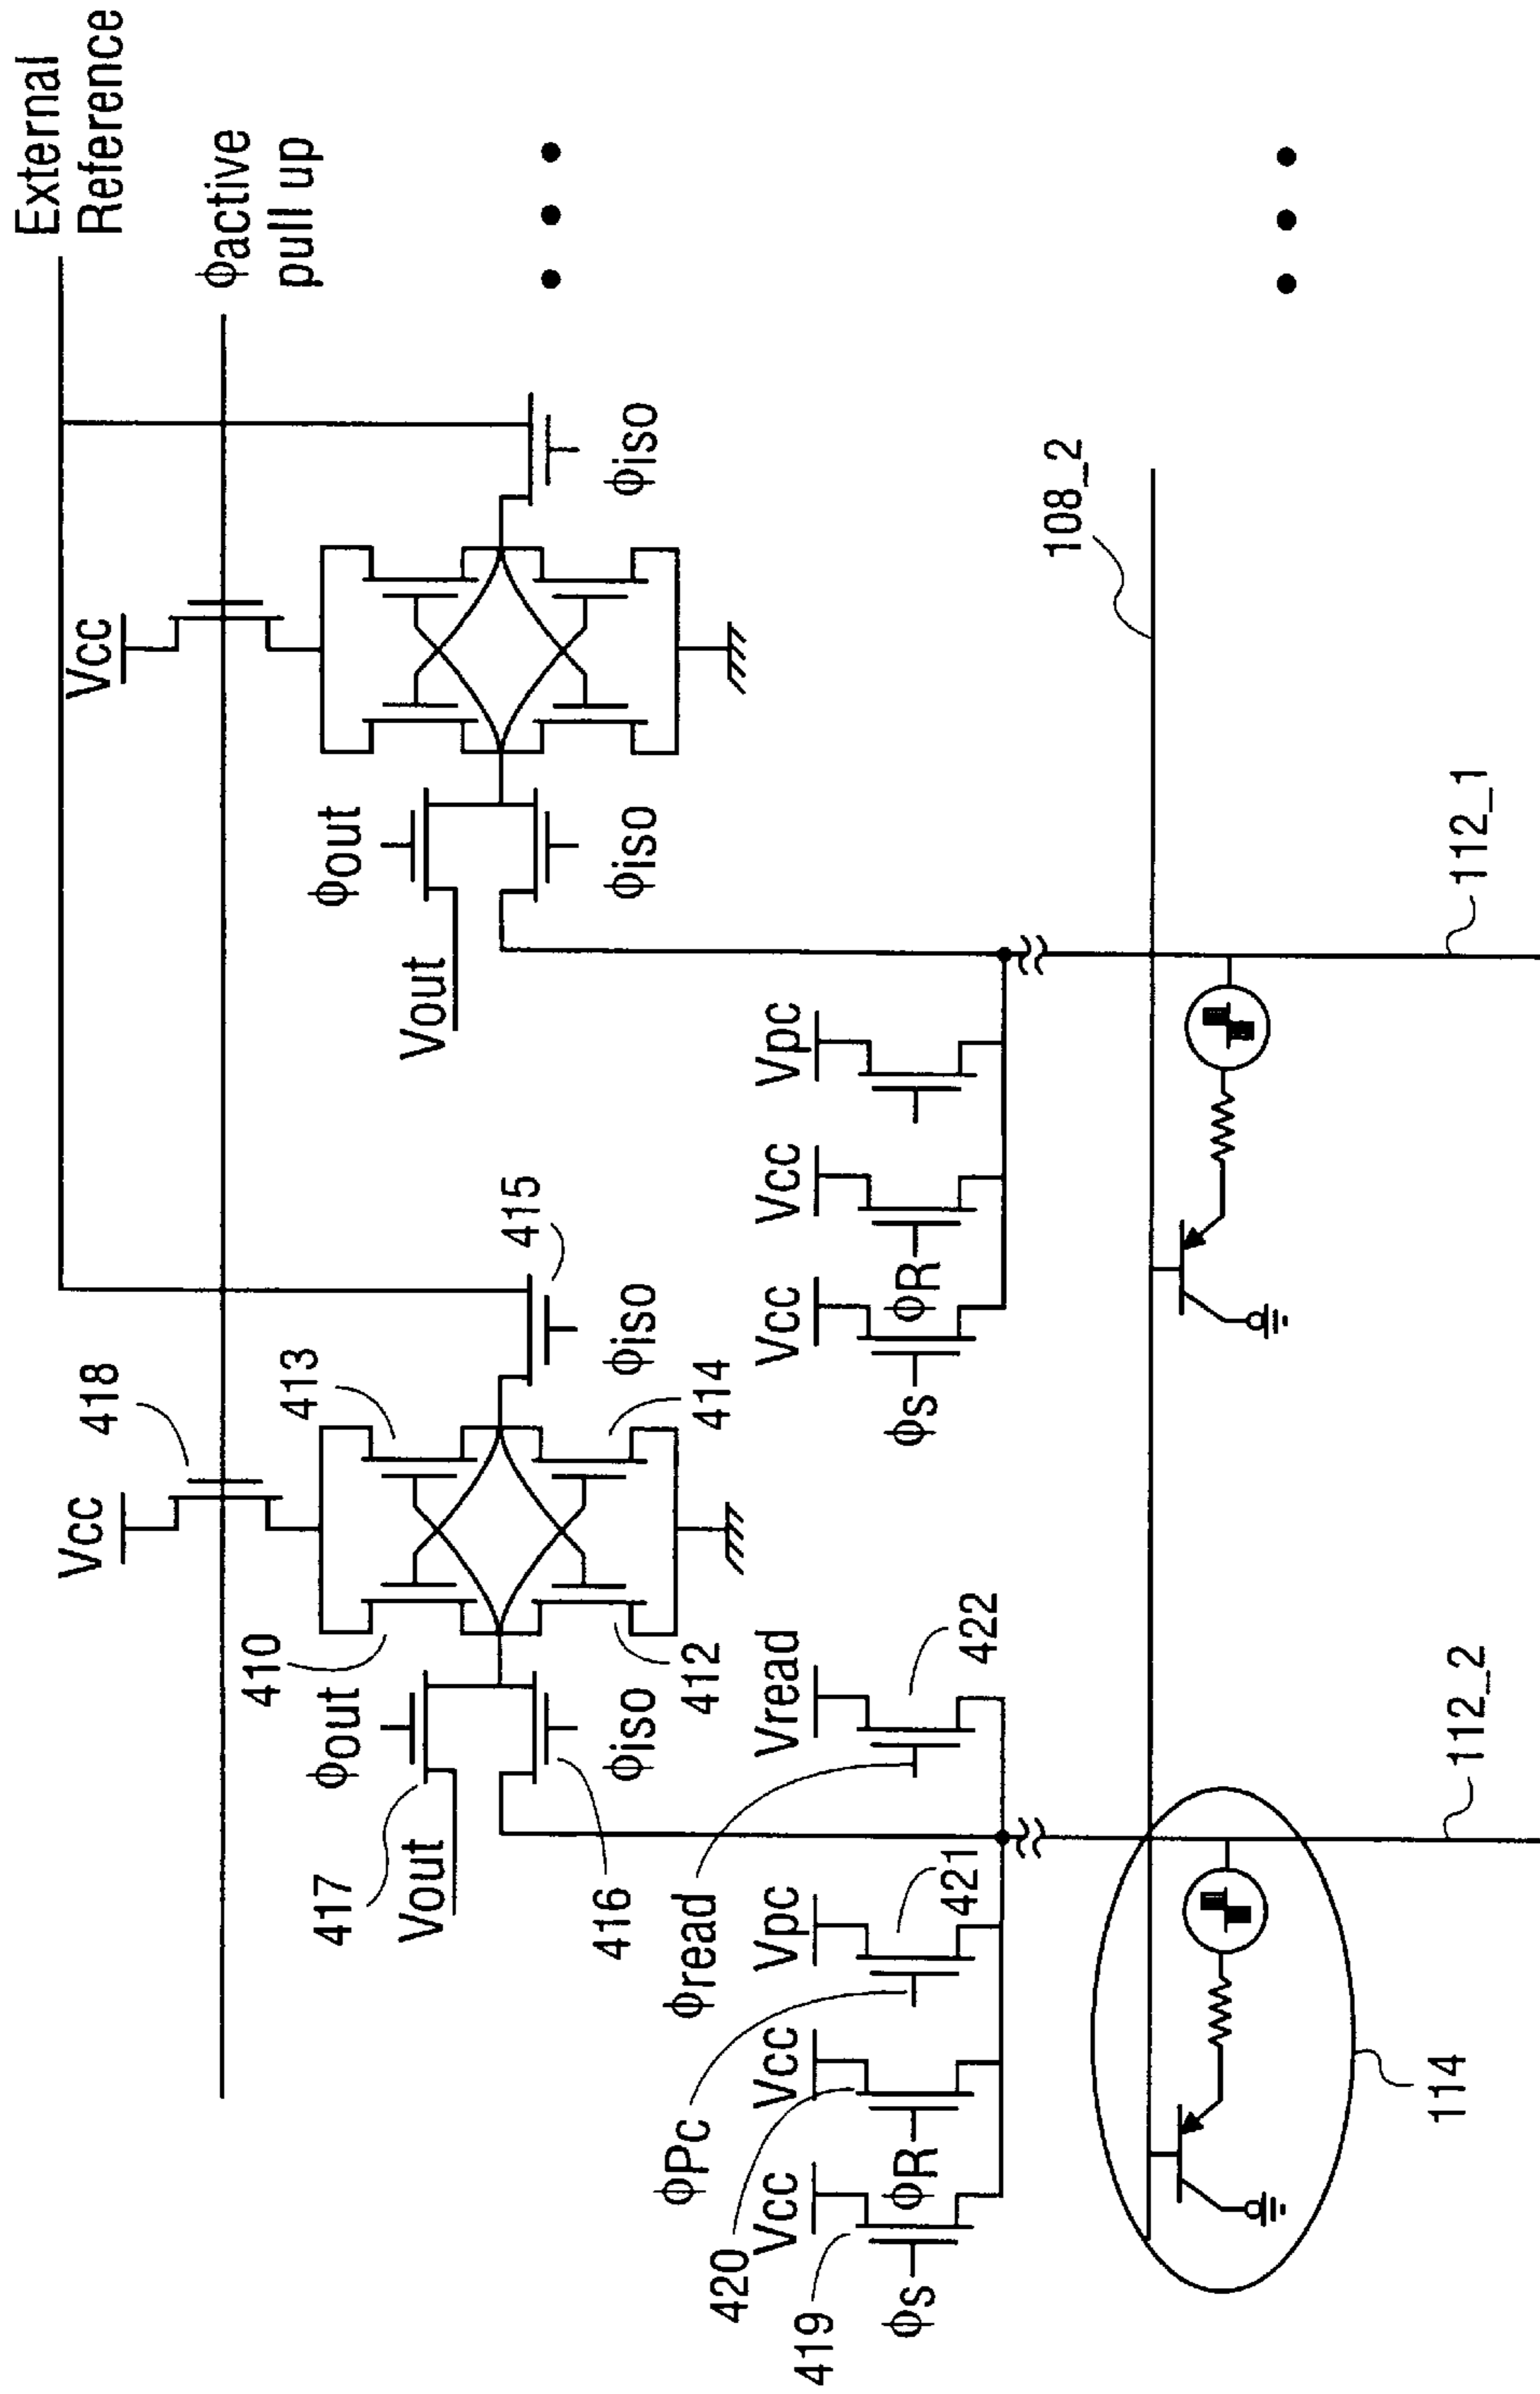 External
Reference
ϕactive
pull up
Vcc
418
413
410
ϕout
417
Vout
416
ϕiso
412
414
ϕiso
415
Vcc
ϕout
Vout
ϕiso
ϕiso
ϕread
Vread
422
ϕPc
Vpc
421
Vcc
420
ϕR
Vcc
419
ϕs
Vcc
ϕs
Vcc
ϕR
Vpc
108_2
114
112_2
112_1